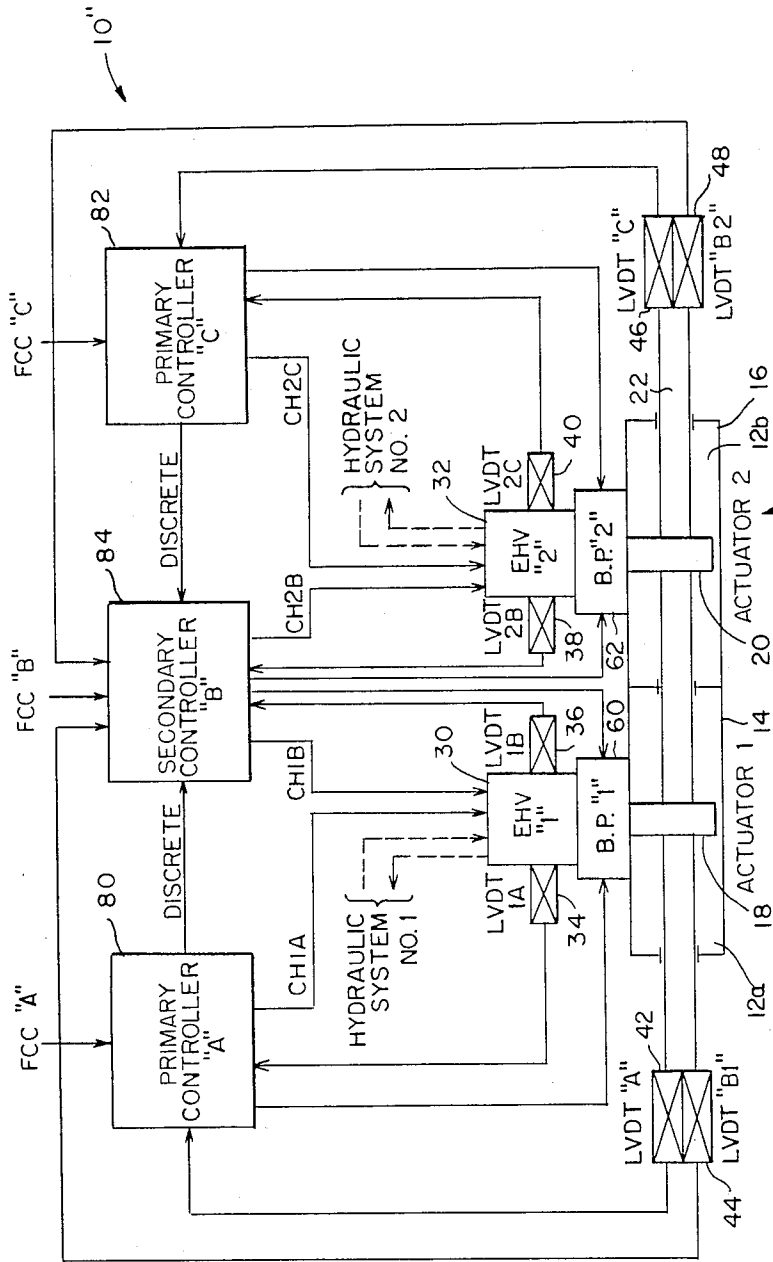 10"
FCC "A"
FCC "B"
FCC "C"
80
84
82
PRIMARY
CONTROLLER
"A"
DISCRETE
SECONDARY
CONTROLLER
"B"
DISCRETE
PRIMARY
CONTROLLER
"C"
CH1A
CH1B
CH2B
CH2C
HYDRAULIC
SYSTEM
NO. 1
HYDRAULIC
SYSTEM
NO. 2
30
32
LVDT
1A
EHV
"1"
LVDT
1B
LVDT
2B
EHV
"2"
LVDT
2C
34
36
38
40
B.P. "1"
60
62
B.P. "2"
LVDT "A"
42
LVDT "B1"
44
LVDT "C"
46
LVDT "B2"
48
22
12a
18
ACTUATOR 1
14
20
ACTUATOR 2
12b
16